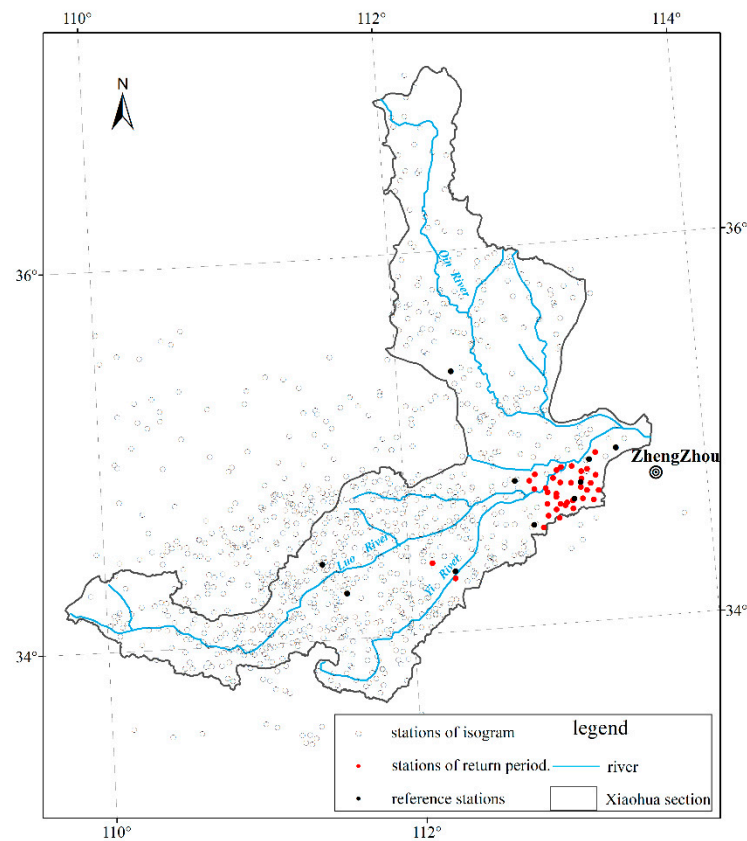 110°
112°
114°
N
36°
36°
Qin River
ZhengZhou
Luo River
Yi River
34°
34°
legend
stations of isogram
stations of return period.
river
reference stations
Xiaohua section
110°
112°